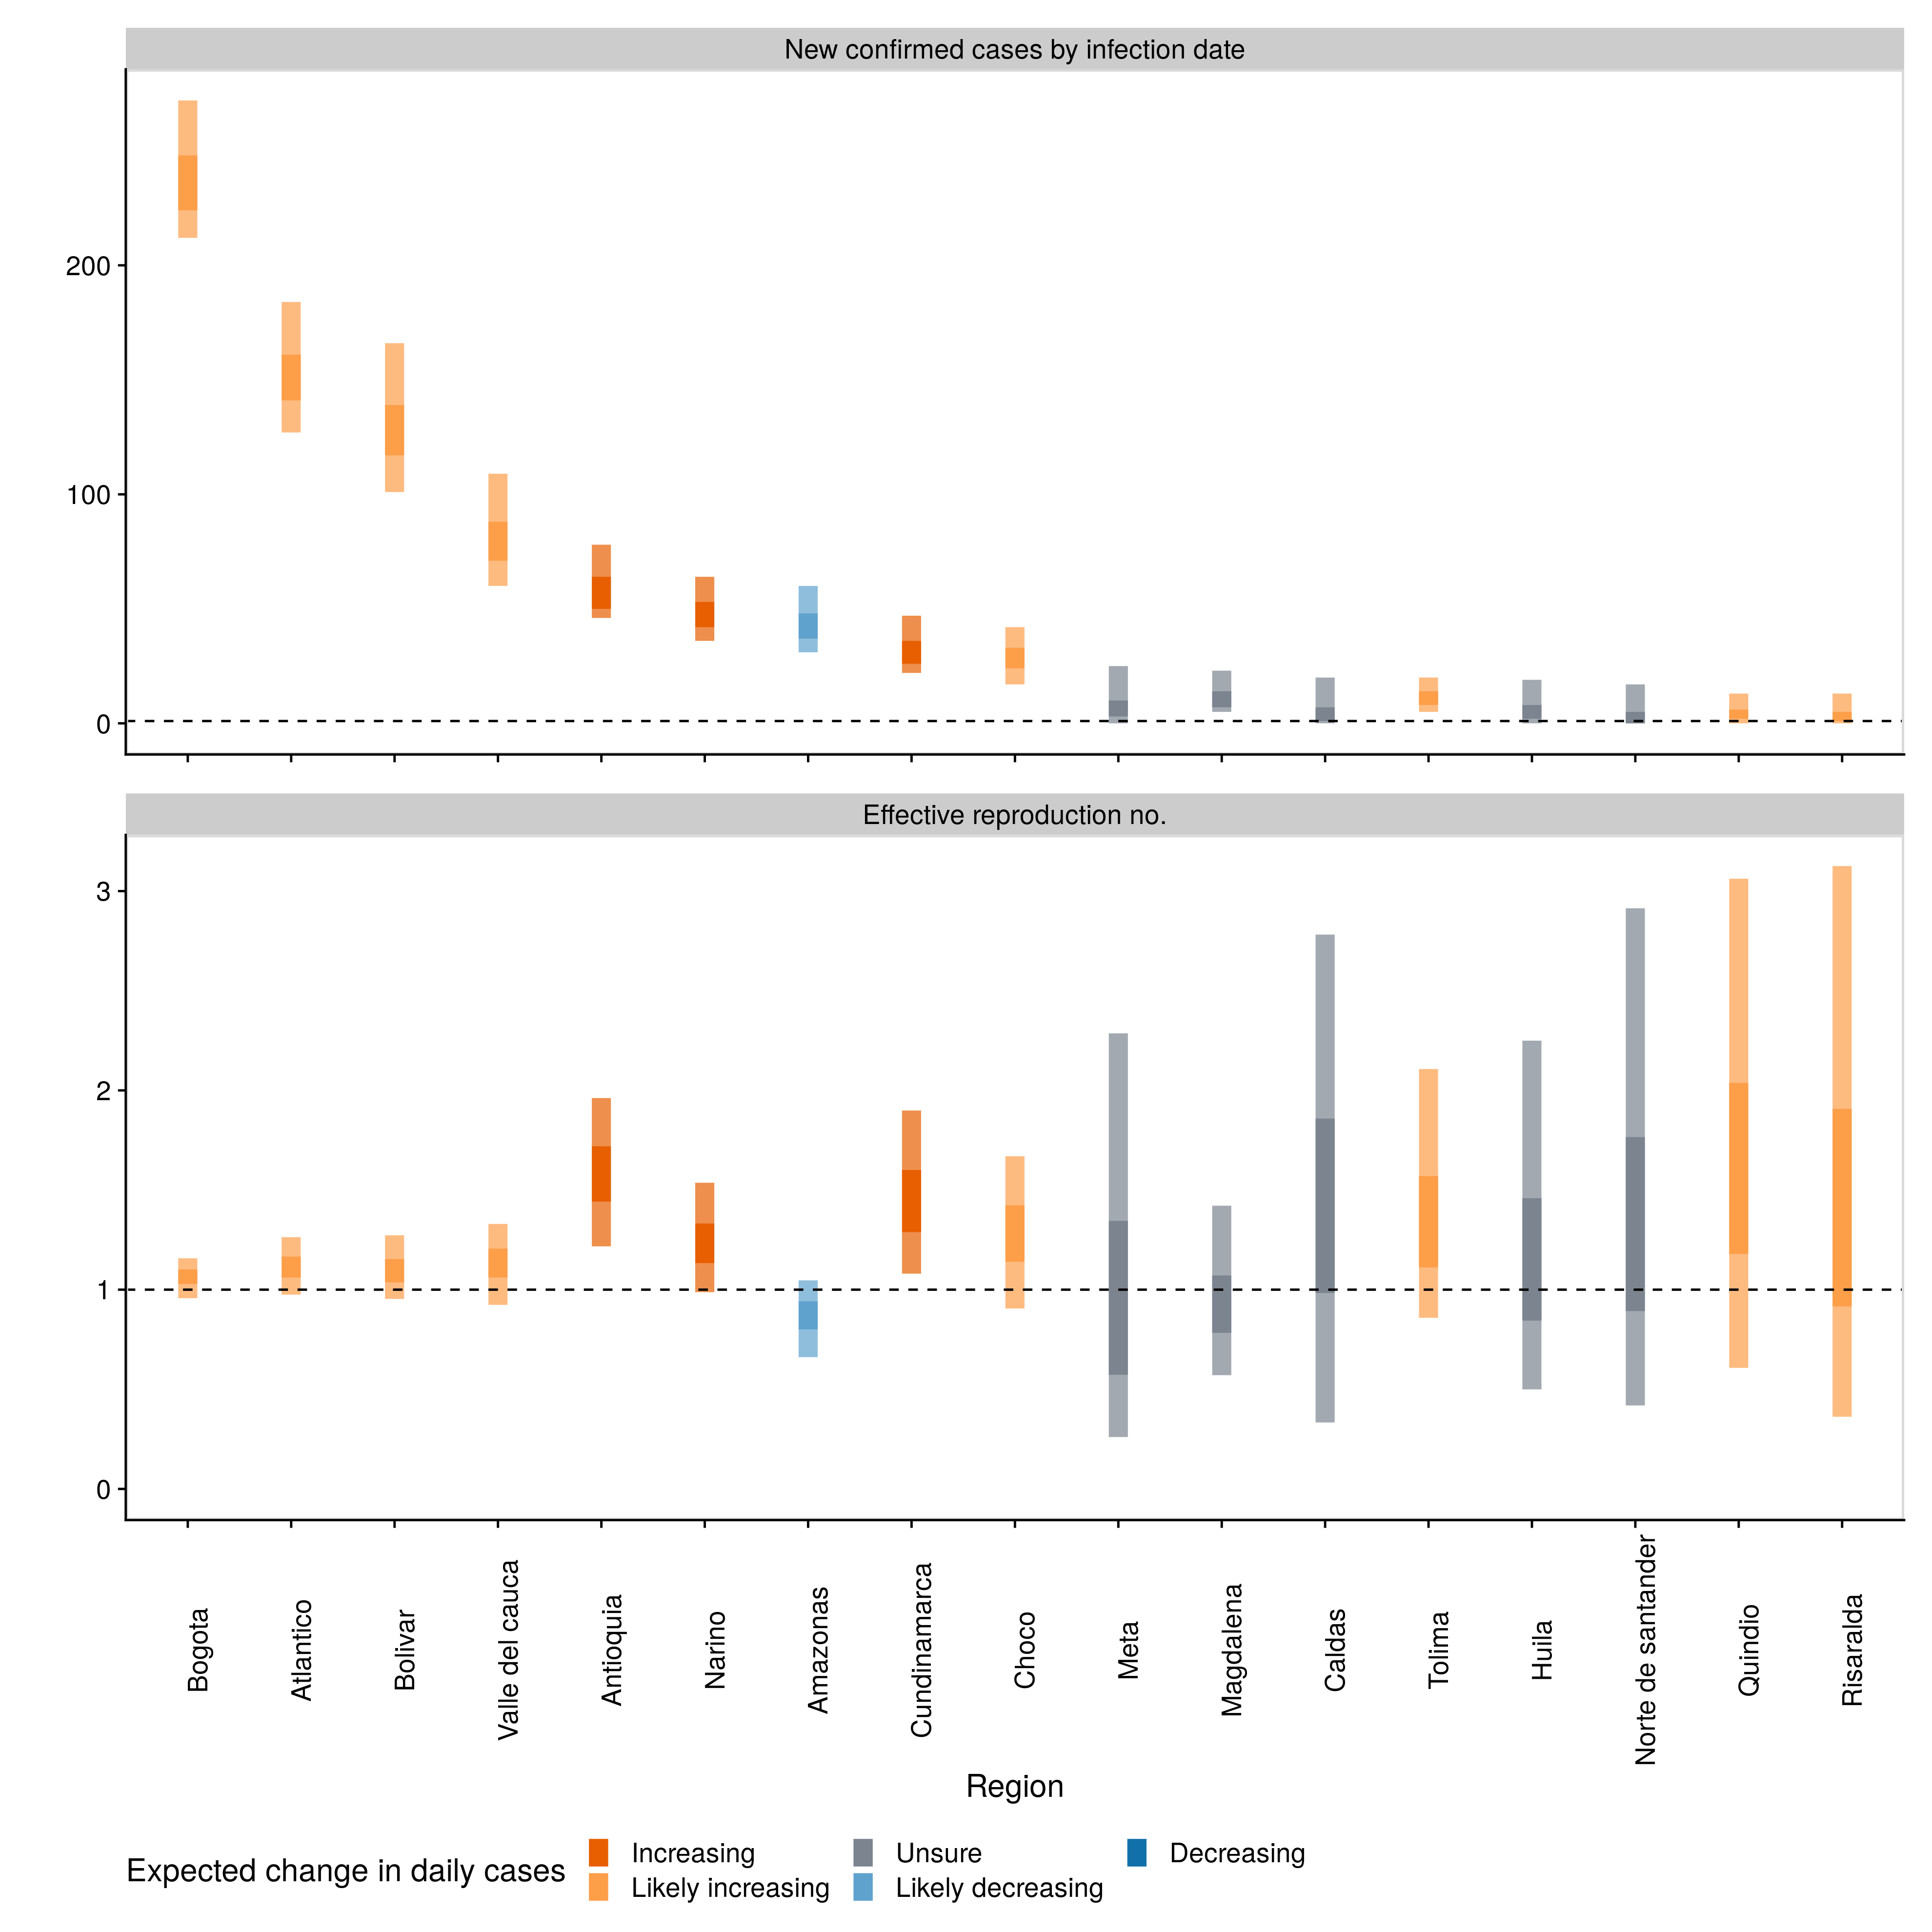 New confirmed cases by infection date
200
100
0
Effective reproduction no.
3
2
1
0
Bogota
Atlantico
Bolivar
Valle del cauca
Antioquia
Narino
Amazonas
Cundinamarca
Choco
Meta
Magdalena
Caldas
Tolima
Huila
Norte de santander
Quindio
Risaralda
Region
Expected change in daily cases
Increasing
Likely increasing
Unsure
Likely decreasing
Decreasing